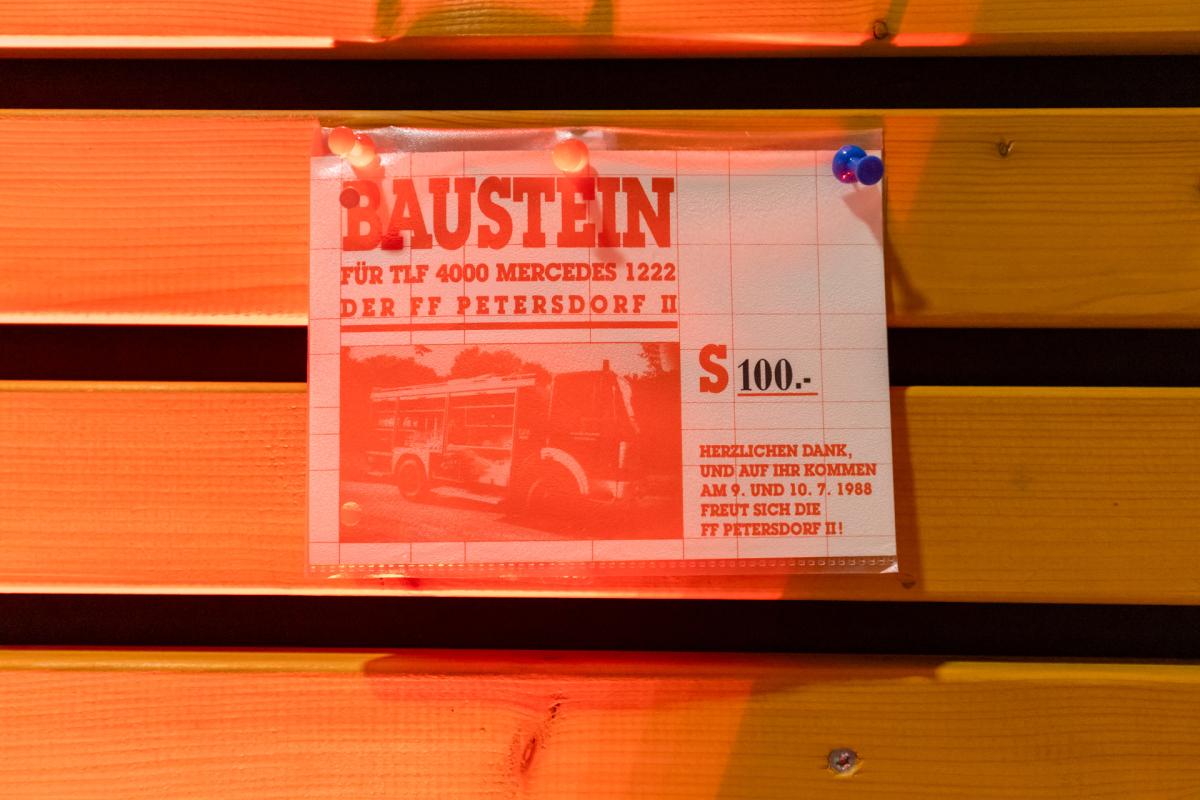 BAUSTEIN
FÜR TLF 4000 MERCEDES 1222
DER FF PETERSDORF II
S 100.-
HERZLICHEN DANK,
UND AUF IHR KOMMEN
AM 9. UND 10. 7. 1988
FREUT SICH DIE
FF PETERSDORF II!